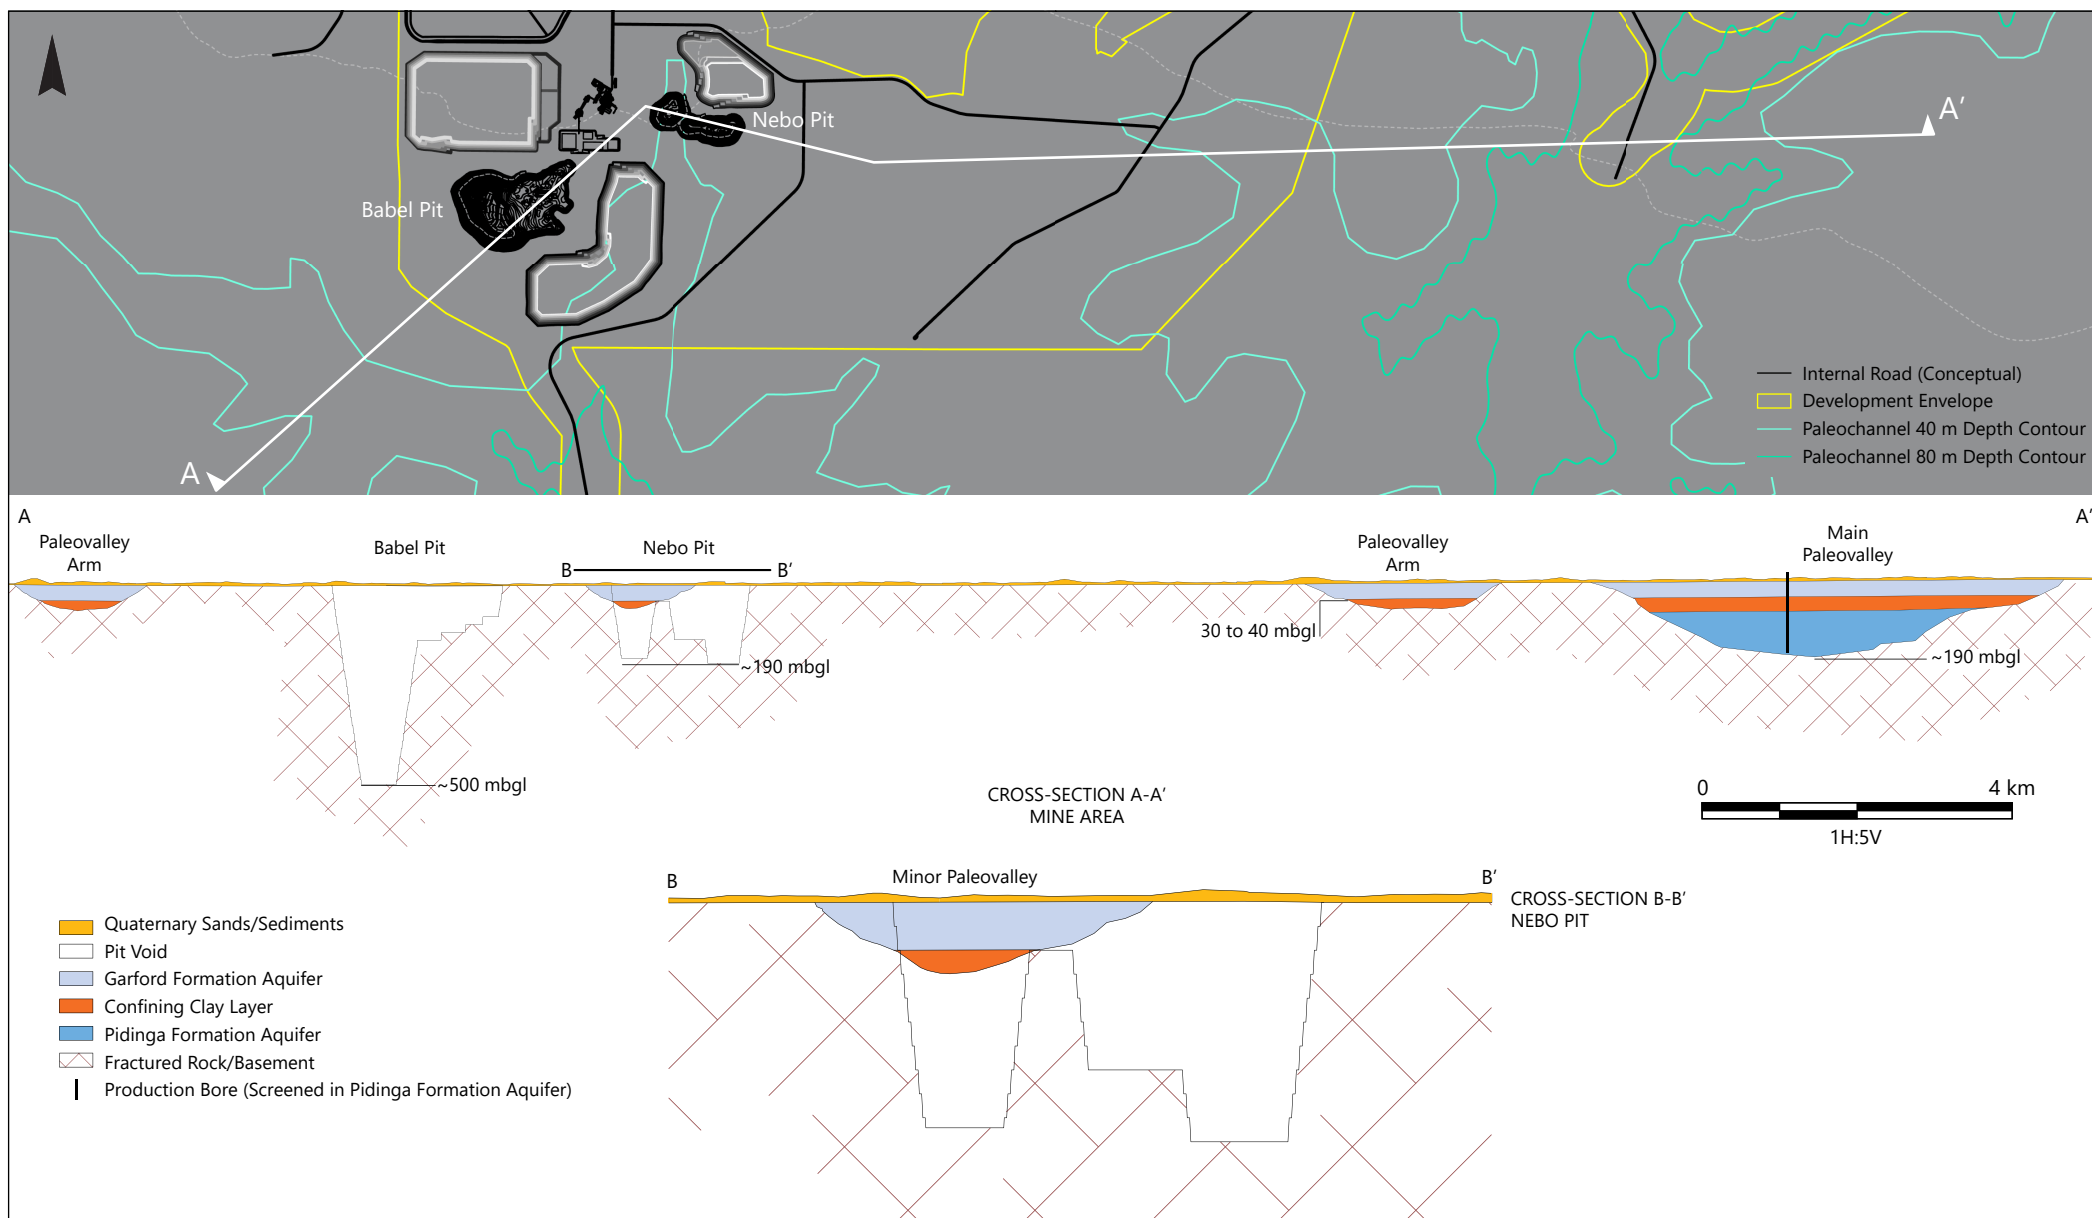 A'
Nebo Pit
Babel Pit
A
Internal Road (Conceptual)
Development Envelope
Paleochannel 40 m Depth Contour
Paleochannel 80 m Depth Contour
A
A'
Paleovalley
Arm
Babel Pit
Nebo Pit
B
B'
Paleovalley
Arm
Main
Paleovalley
30 to 40 mbgl
~190 mbgl
~190 mbgl
~500 mbgl
CROSS-SECTION A-A'
MINE AREA
0
4 km
1H:5V
B
Minor Paleovalley
B'
CROSS-SECTION B-B'
NEBO PIT
Quaternary Sands/Sediments
Pit Void
Garford Formation Aquifer
Confining Clay Layer
Pidinga Formation Aquifer
Fractured Rock/Basement
Production Bore (Screened in Pidinga Formation Aquifer)